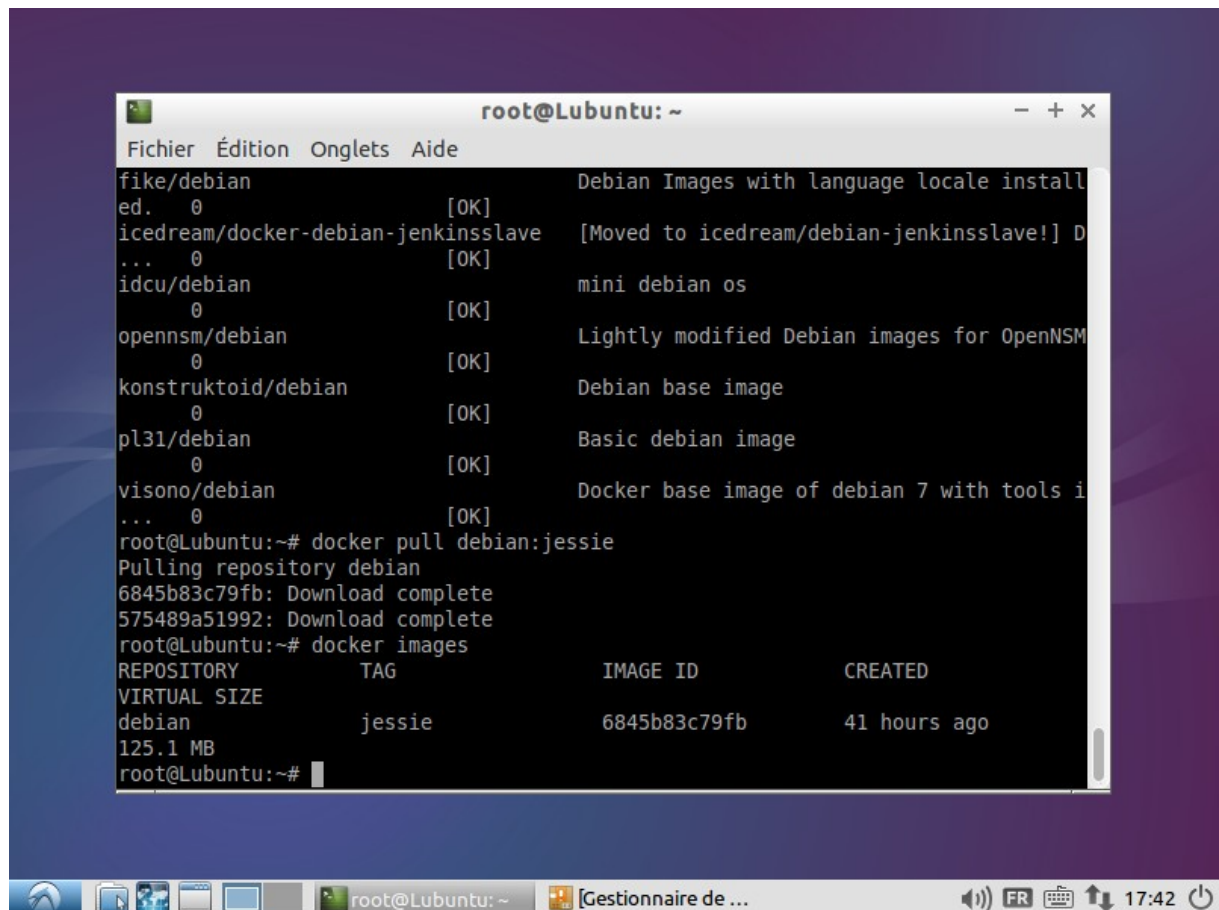 root@Lubuntu: ~
Fichier Édition Onglets Aide
fike/debian Debian Images with language locale install
ed. 0 [OK]
icedream/docker-debian-jenkinsslave [Moved to icedream/debian-jenkinsslave!] D
... 0 [OK]
idcu/debian mini debian os
0 [OK]
opennsm/debian Lightly modified Debian images for OpenNSM
0 [OK]
konstruktoid/debian Debian base image
0 [OK]
pl31/debian Basic debian image
0 [OK]
visono/debian Docker base image of debian 7 with tools i
... 0 [OK]
root@Lubuntu:~# docker pull debian:jessie
Pulling repository debian
6845b83c79fb: Download complete
575489a51992: Download complete
root@Lubuntu:~# docker images
REPOSITORY TAG IMAGE ID CREATED
VIRTUAL SIZE
debian jessie 6845b83c79fb 41 hours ago
125.1 MB
root@Lubuntu:~#
root@Lubuntu: ~ [Gestionnaire de ... FR 17:42